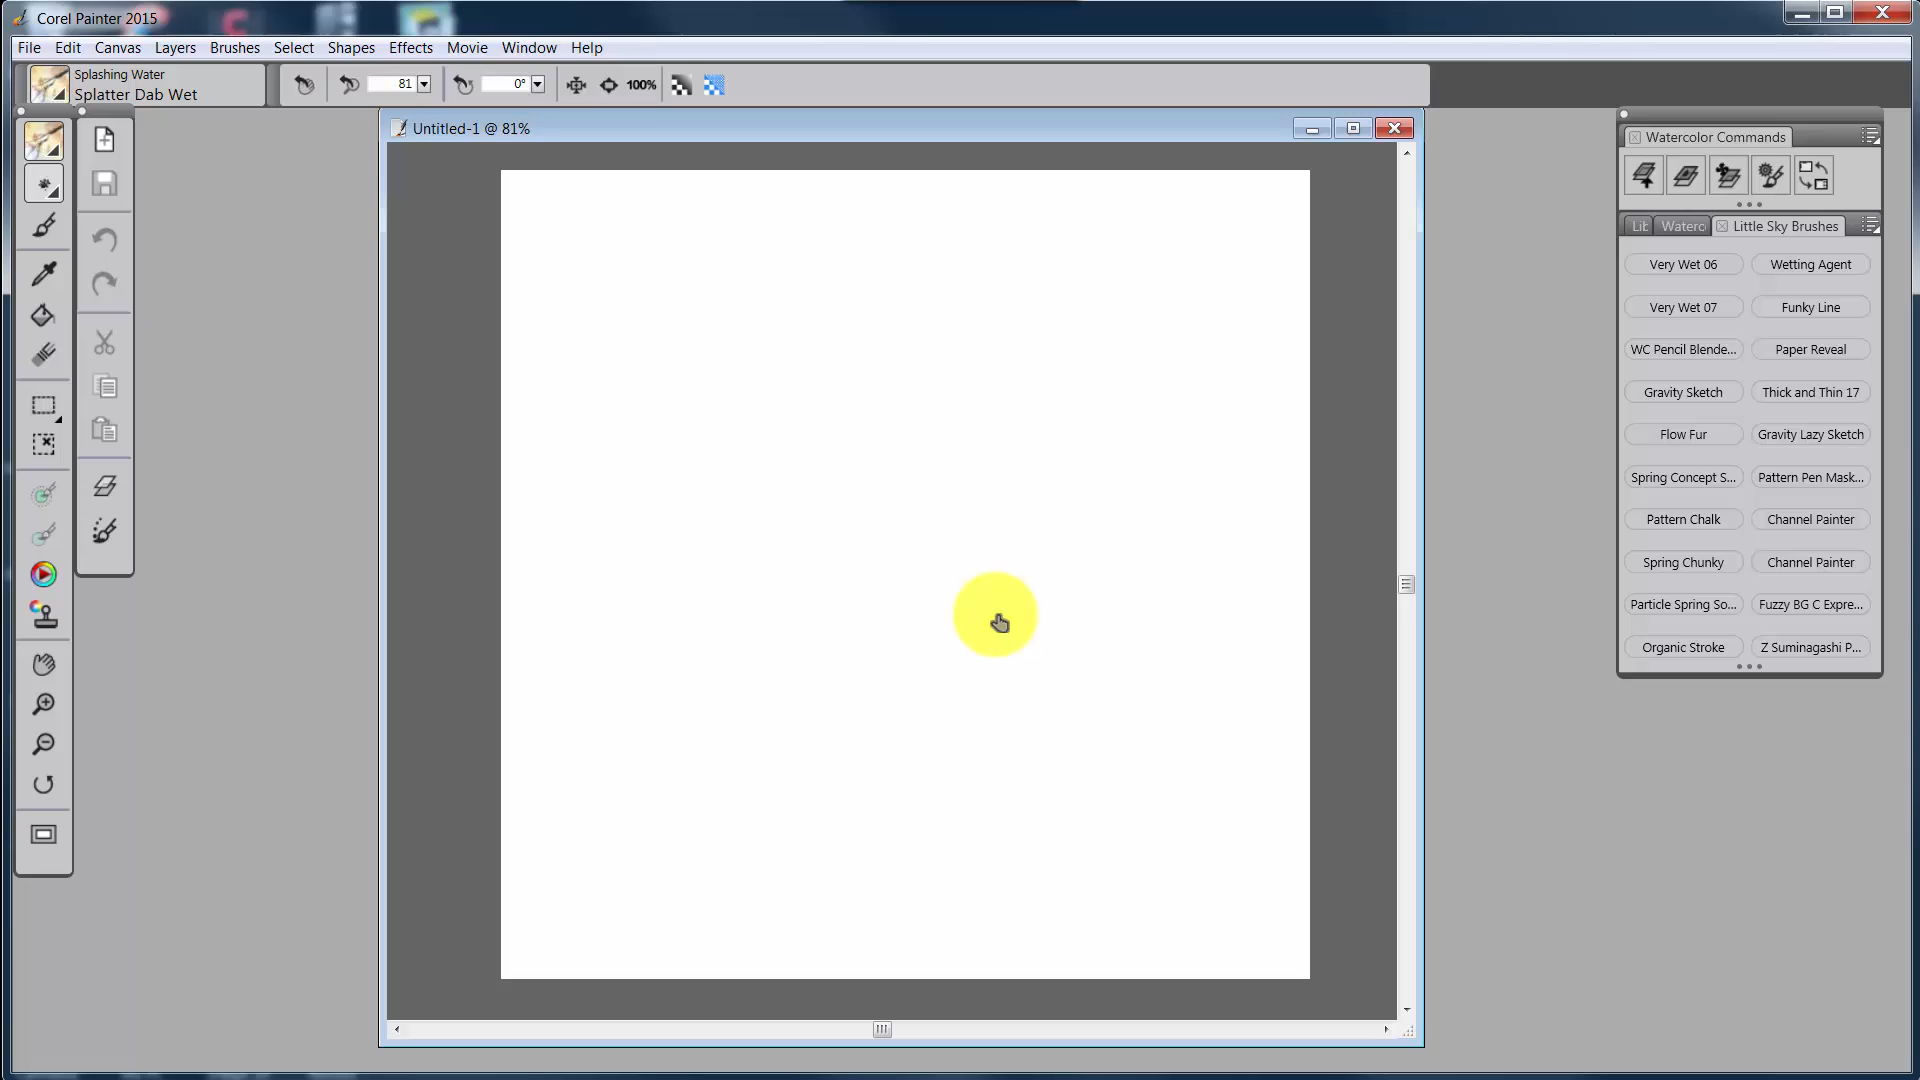 Corel Painter 2015
File Edit Canvas Layers Brushes Select Shapes Effects Movie Window Help
Splashing Water
Splatter Dab Wet
81
0°
100%
Untitled-1 @ 81%
Watercolor Commands
Lit Waterc Little Sky Brushes
Very Wet 06 Wetting Agent
Very Wet 07 Funky Line
WC Pencil Blende... Paper Reveal
Gravity Sketch Thick and Thin 17
Flow Fur Gravity Lazy Sketch
Spring Concept S... Pattern Pen Mask...
Pattern Chalk Channel Painter
Spring Chunky Channel Painter
Particle Spring So... Fuzzy BG C Expre...
Organic Stroke Z Suminagashi P...